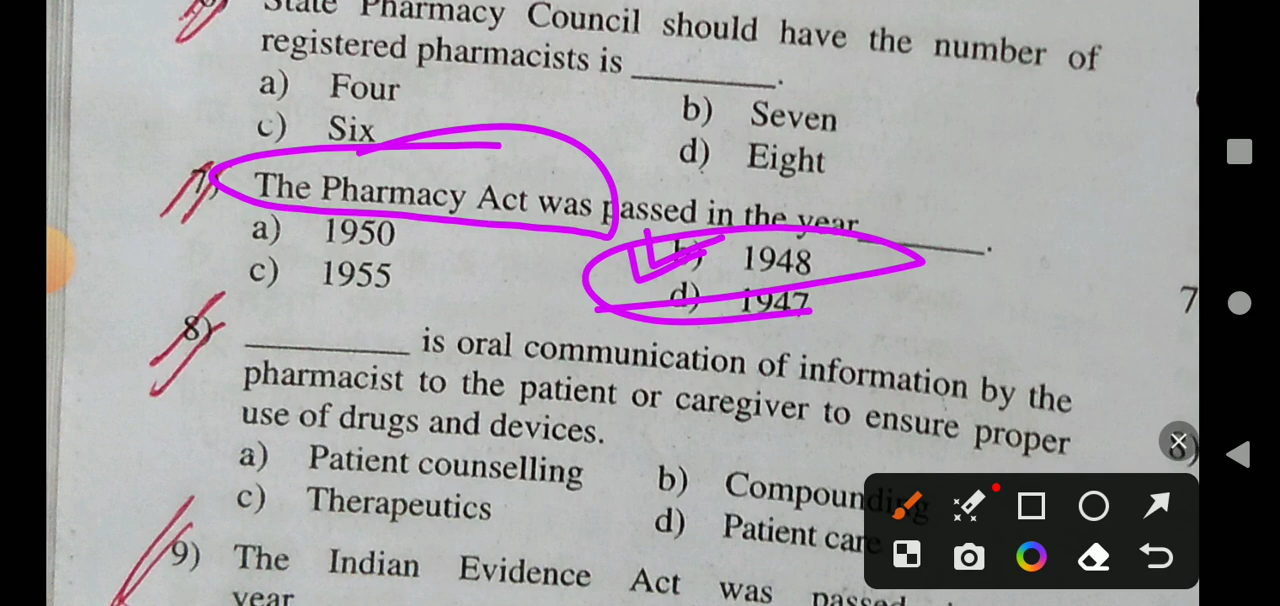 State Pharmacy Council should have the number of
registered pharmacists is ________.
a) Four
b) Seven
c) Six
d) Eight
7) The Pharmacy Act was passed in the year ________.
a) 1950
b) 1948
c) 1955
d) 1947
7
8) ________ is oral communication of information by the
pharmacist to the patient or caregiver to ensure proper
use of drugs and devices.
8)
a) Patient counselling
b) Compounding
c) Therapeutics
d) Patient care
9) The Indian Evidence Act was passed
year